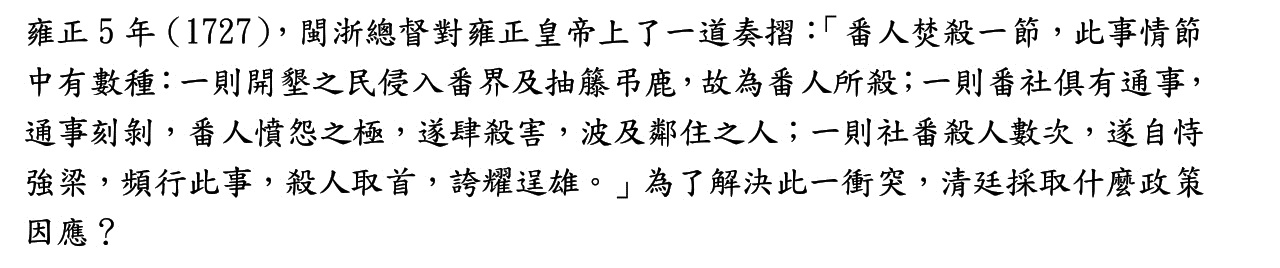 雍正 5 年 (1727)，閩浙總督對雍正皇帝上了一道奏摺：「番人焚殺一節，此事情節
中有數種：一則開墾之民侵入番界及抽籐弔鹿，故為番人所殺；一則番社俱有通事，
通事刻剝，番人憤怨之極，遂肆殺害，波及鄰住之人；一則社番殺人數次，遂自恃
強梁，頻行此事，殺人取首，誇耀逞雄。」為了解決此一衝突，清廷採取什麼政策
因應？